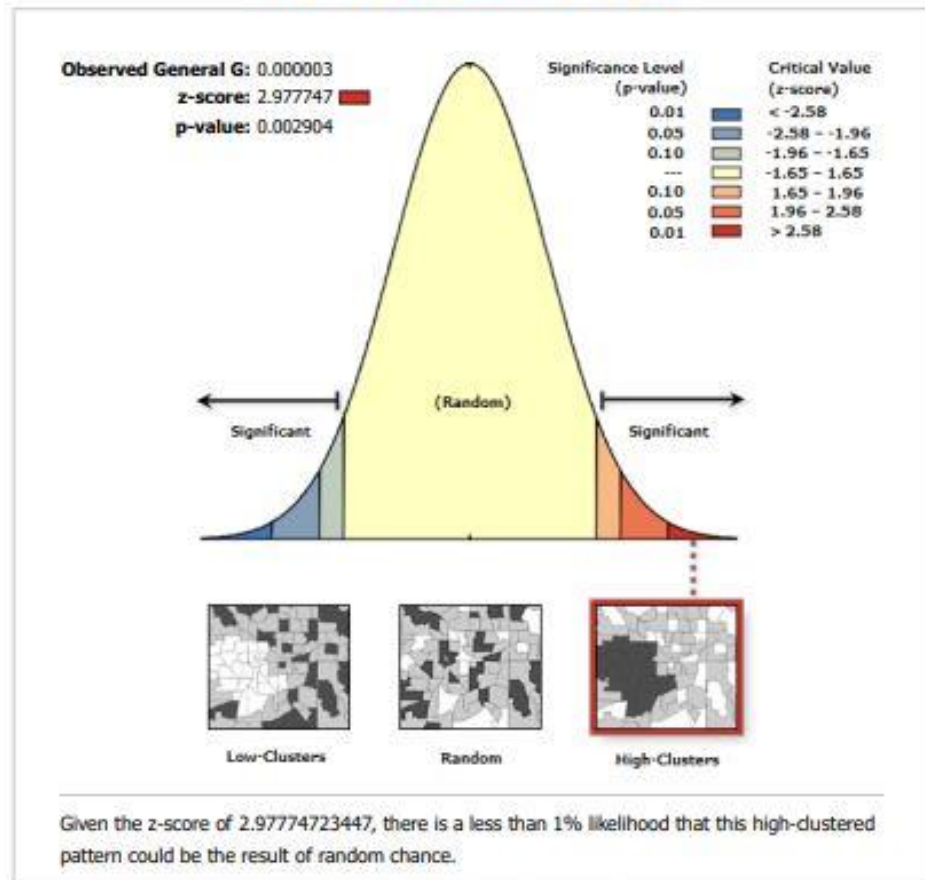 Observed General G: 0.000003
z-score: 2.977747
p-value: 0.002904
Significance Level
(p-value)
Critical Value
(z-score)
0.01 < -2.58
0.05 -2.58 – -1.96
0.10 -1.96 – -1.65
--- -1.65 – 1.65
0.10 1.65 – 1.96
0.05 1.96 – 2.58
0.01 > 2.58
(Random)
Significant
Significant
Low-Clusters
Random
High-Clusters
Given the z-score of 2.97774723447, there is a less than 1% likelihood that this high-clustered
pattern could be the result of random chance.